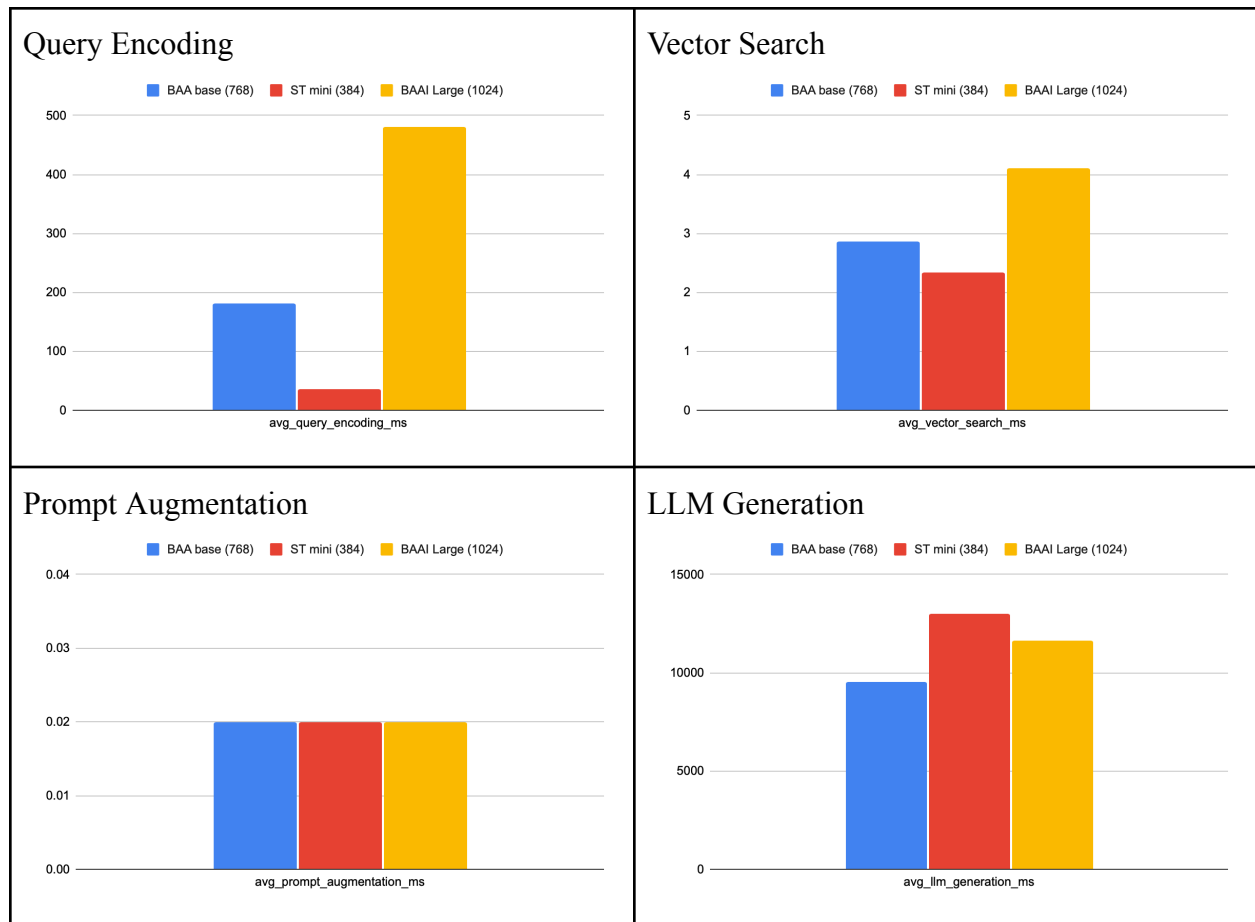 Query Encoding
BAA base (768) ST mini (384) BAAI Large (1024)
500
400
300
200
100
0
avg_query_encoding_ms
Vector Search
BAA base (768) ST mini (384) BAAI Large (1024)
5
4
3
2
1
0
avg_vector_search_ms
Prompt Augmentation
BAA base (768) ST mini (384) BAAI Large (1024)
0.04
0.03
0.02
0.01
0.00
avg_prompt_augmentation_ms
LLM Generation
BAA base (768) ST mini (384) BAAI Large (1024)
15000
10000
5000
0
avg_llm_generation_ms